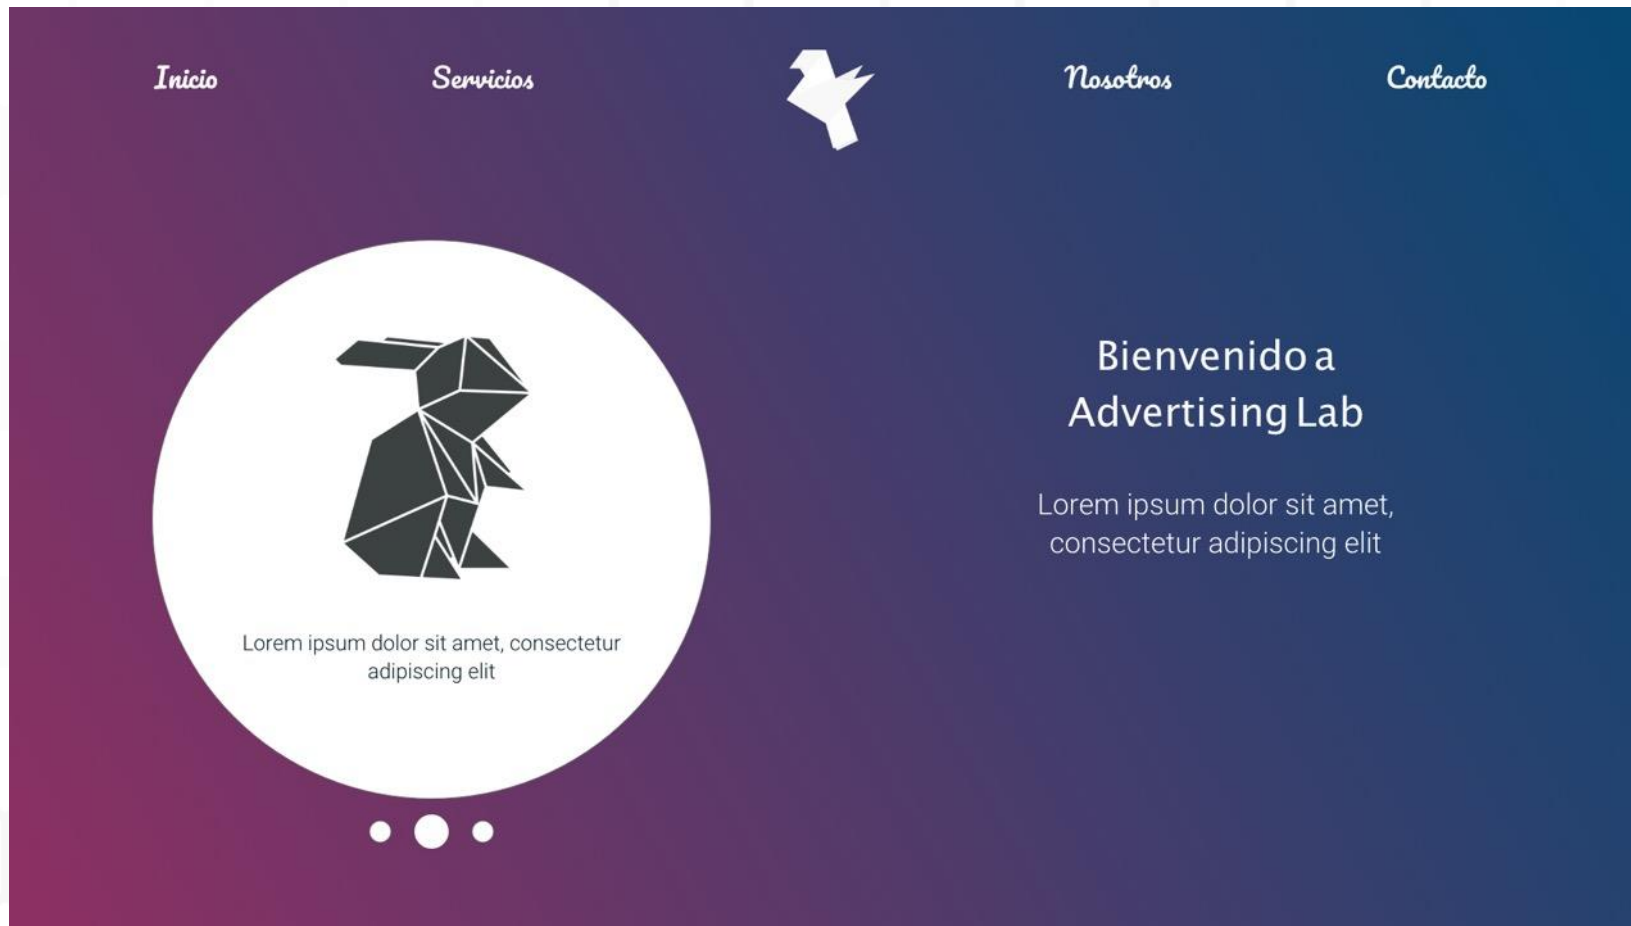 Inicio
Servicios
Nosotros
Contacto
Bienvenido a
Advertising Lab
Lorem ipsum dolor sit amet,
consectetur adipiscing elit
Lorem ipsum dolor sit amet, consectetur
adipiscing elit